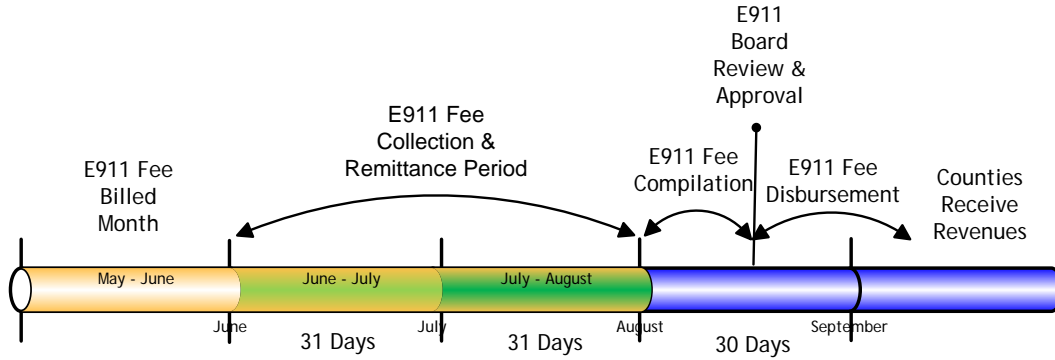 E911
Board
Review &
Approval
E911 Fee
Collection &
Remittance Period
E911 Fee
Billed
Month
E911 Fee
Compilation
E911 Fee
Disbursement
Counties
Receive
Revenues
May - June
June - July
July - August
June
July
August
September
31 Days
31 Days
30 Days